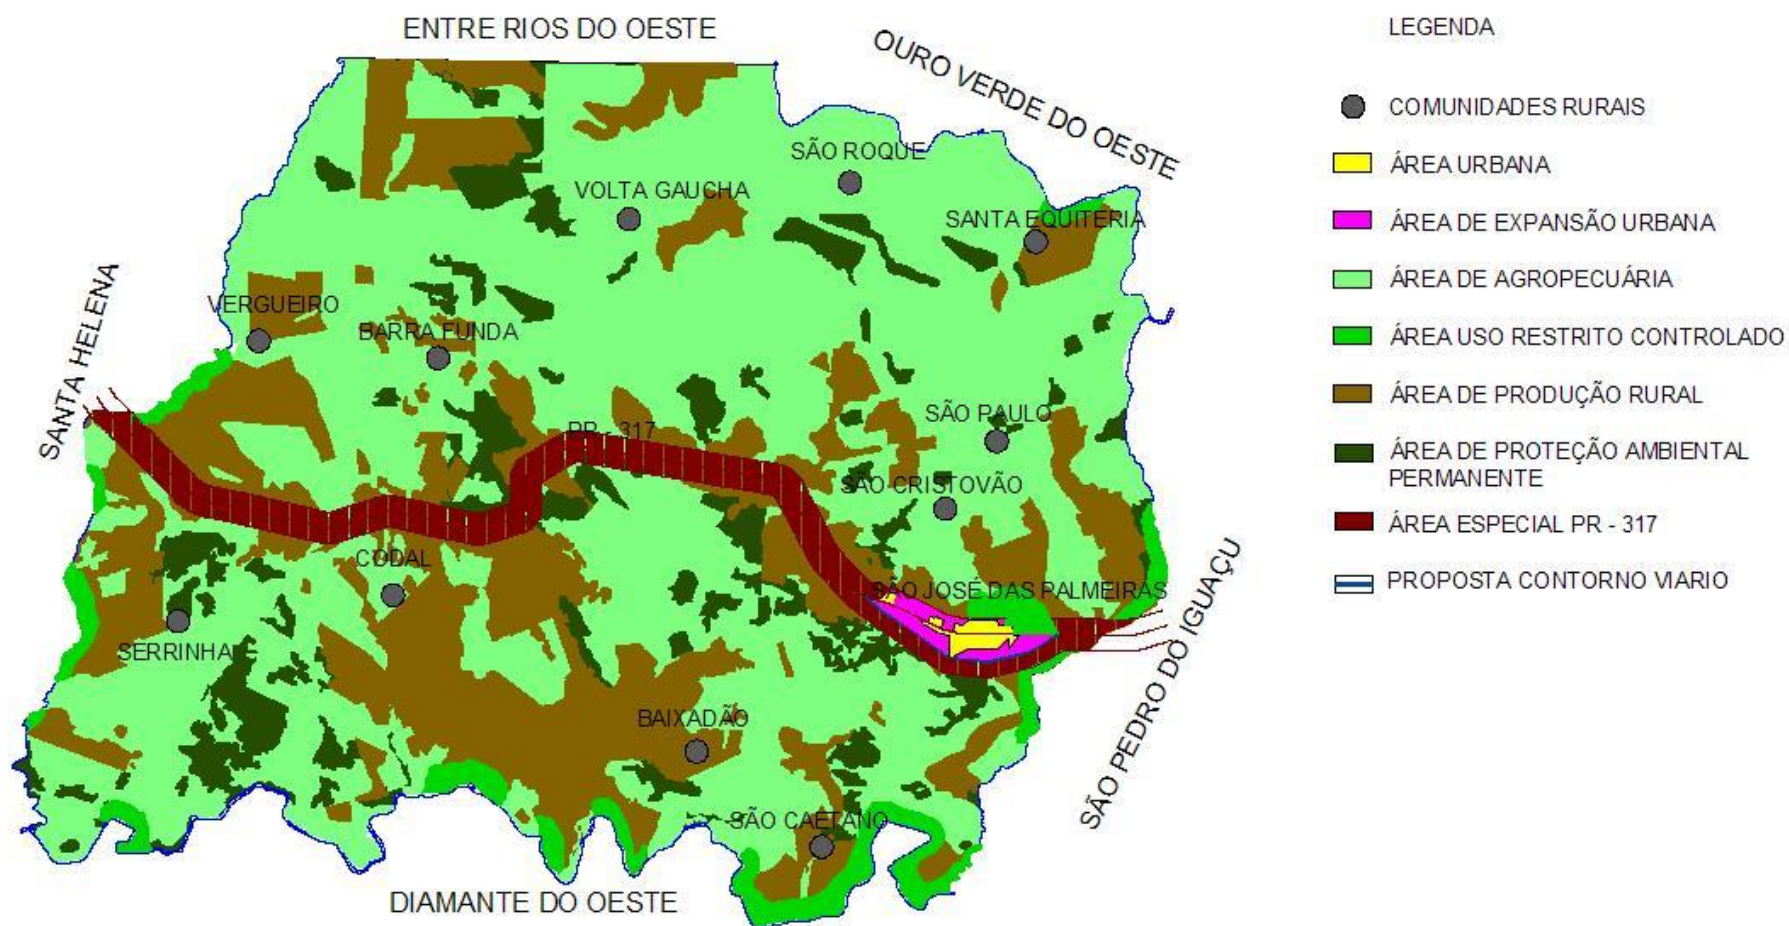 ENTRE RIOS DO OESTE
OURO VERDE DO OESTE
SÃO ROQUE
VOLTA GAUCHA
SANTA EQUITERIA
VERGUEIRO
BARRA FUNDA
SANTA HELENA
SÃO PAULO
PR - 317
SÃO CRISTOVÃO
CODAL
SÃO JOSÉ DAS PALMEIRAS
SERRINHA
SÃO PEDRO DO IGUAÇU
BAIXADÃO
SÃO CAETANO
DIAMANTE DO OESTE
LEGENDA
COMUNIDADES RURAIS
ÁREA URBANA
ÁREA DE EXPANSÃO URBANA
ÁREA DE AGROPECUÁRIA
ÁREA USO RESTRITO CONTROLADO
ÁREA DE PRODUÇÃO RURAL
ÁREA DE PROTEÇÃO AMBIENTAL
PERMANENTE
ÁREA ESPECIAL PR - 317
PROPOSTA CONTORNO VIARIO